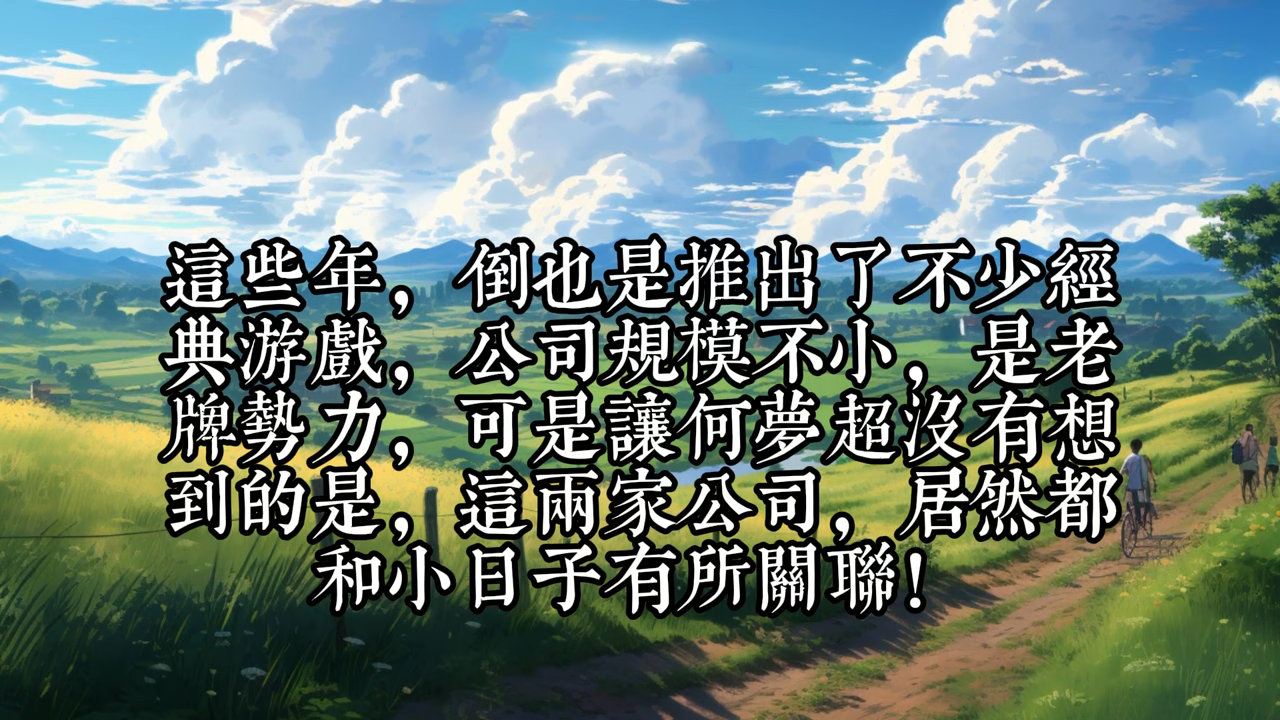 這些年，倒也是推出了不少經
典游戲，公司規模不小，是老
牌勢力，可是讓何夢超沒有想
到的是，這兩家公司，居然都
和小日子有所關聯！